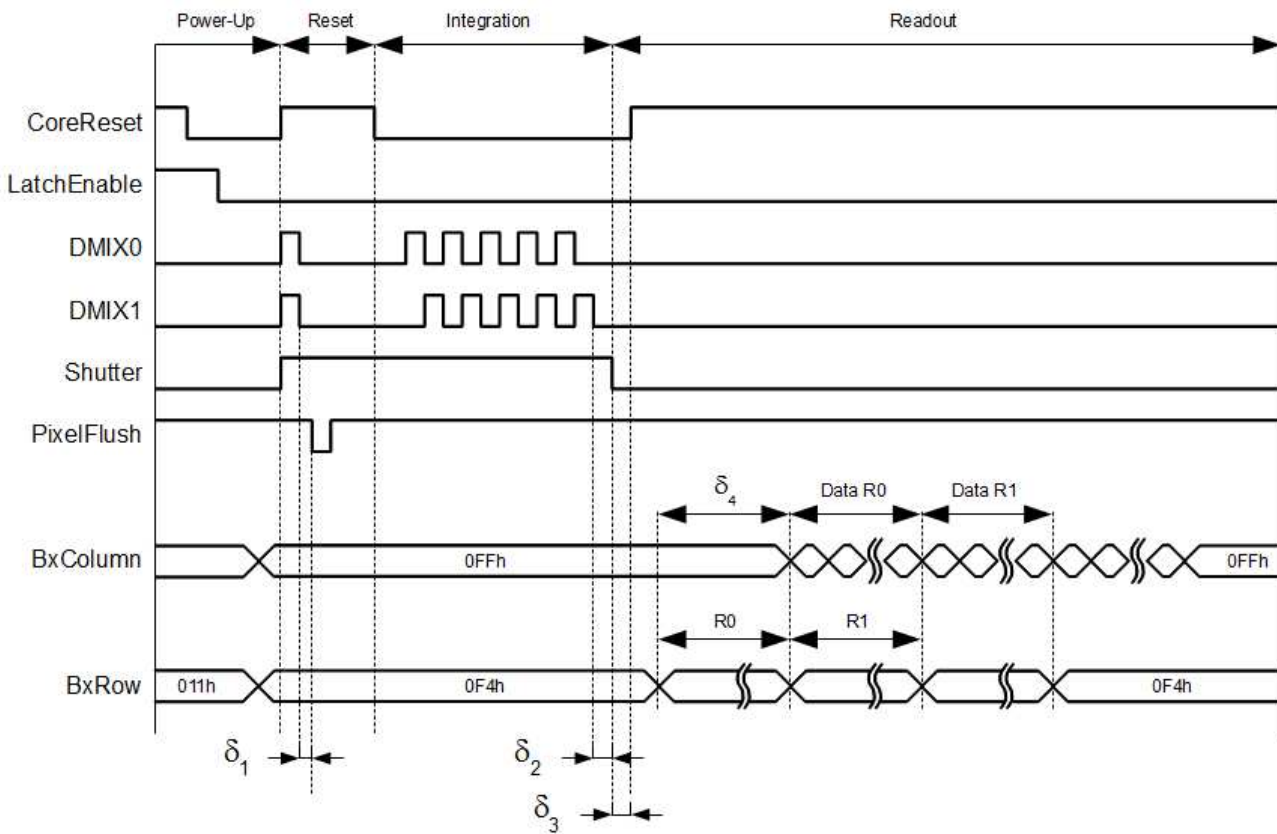 Power-Up Reset Integration Readout
CoreReset
LatchEnable
DMIX0
DMIX1
Shutter
PixelFlush
δ4 Data R0 Data R1
BxColumn 0FFh 0FFh
R0 R1
BxRow 011h 0F4h 0F4h
δ1 δ2
δ3